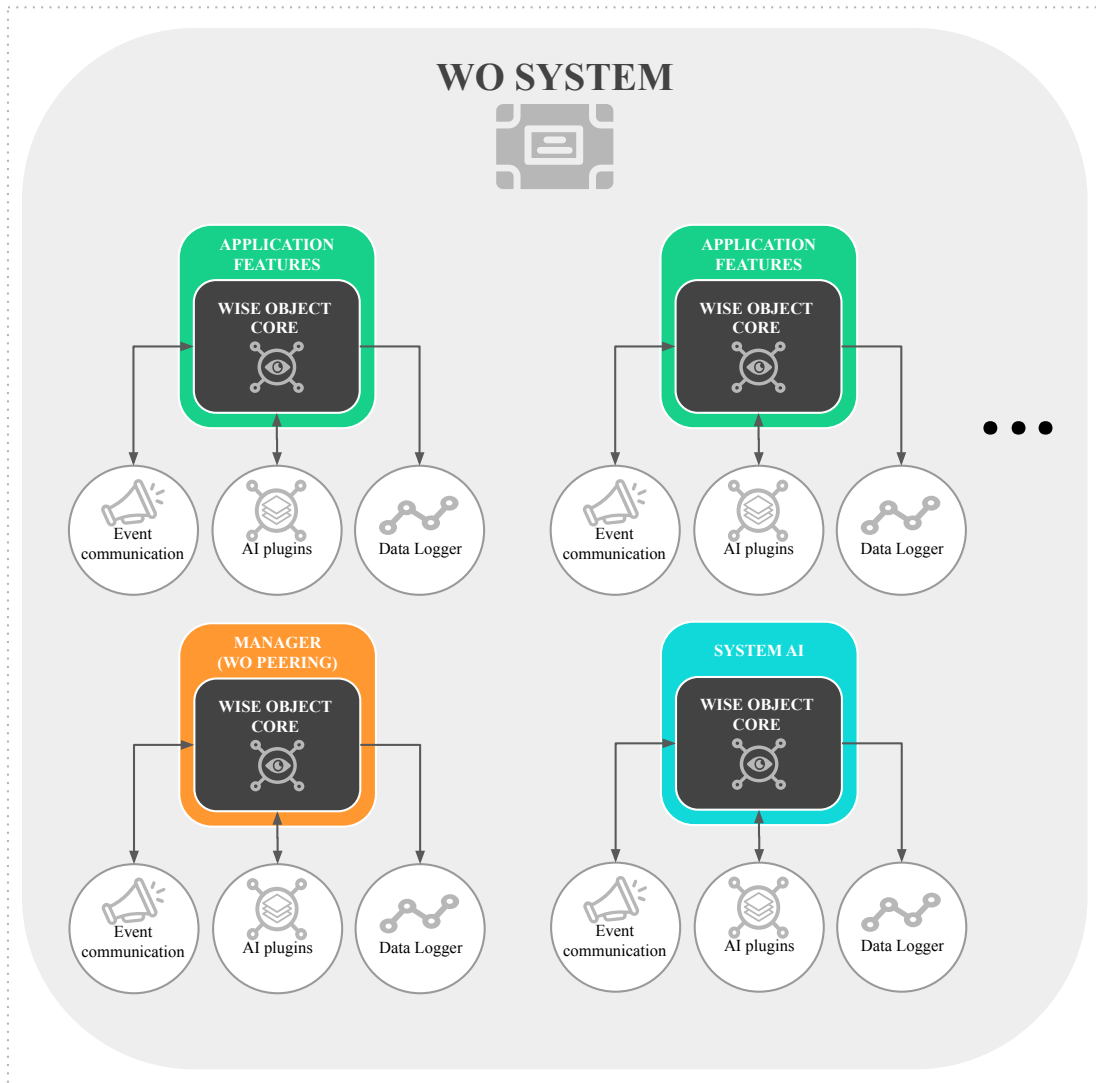 WO SYSTEM
APPLICATION
FEATURES
WISE OBJECT
CORE
Event
communication
AI plugins
Data Logger
APPLICATION
FEATURES
WISE OBJECT
CORE
Event
communication
AI plugins
Data Logger
MANAGER
(WO PEERING)
WISE OBJECT
CORE
Event
communication
AI plugins
Data Logger
SYSTEM AI
WISE OBJECT
CORE
Event
communication
AI plugins
Data Logger